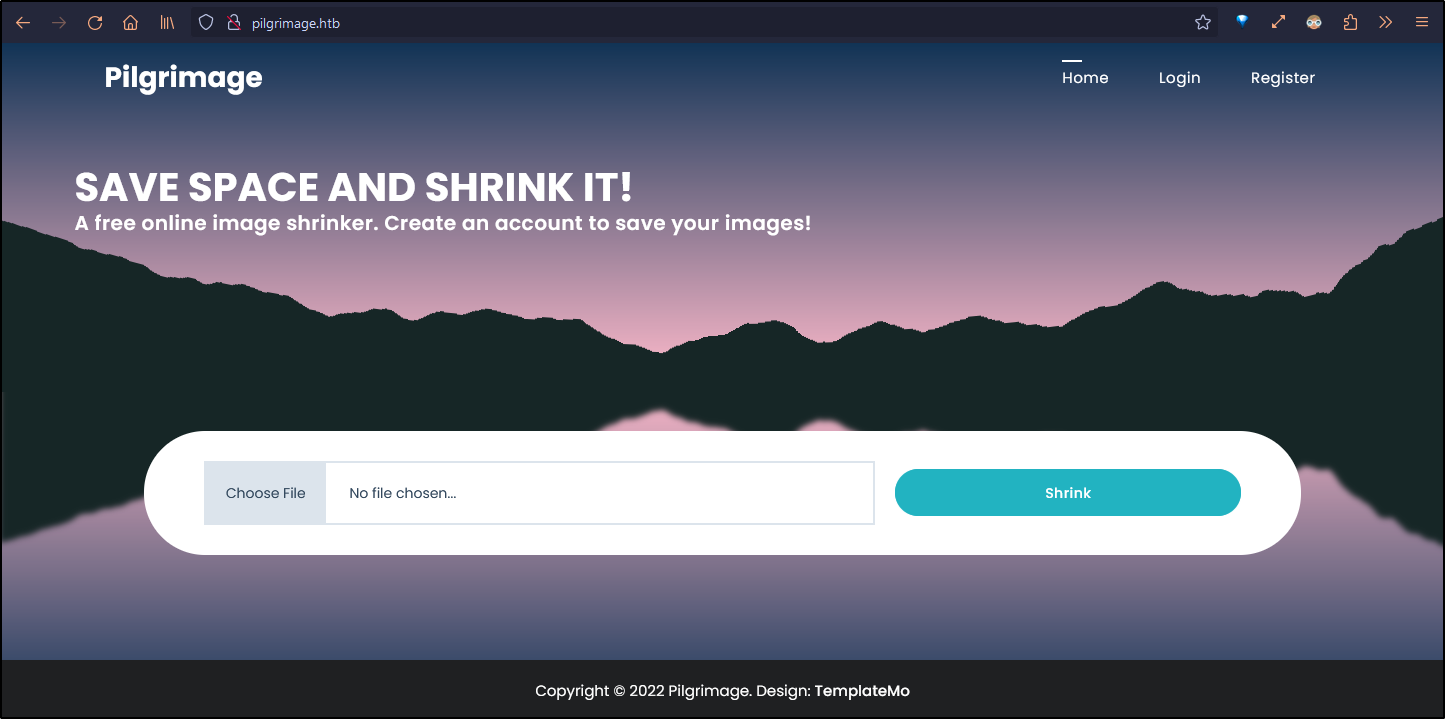 pilgrimage.htb
Pilgrimage
Home Login Register
SAVE SPACE AND SHRINK IT!
A free online image shrinker. Create an account to save your images!
Choose File No file chosen...
Shrink
Copyright © 2022 Pilgrimage. Design: TemplateMo